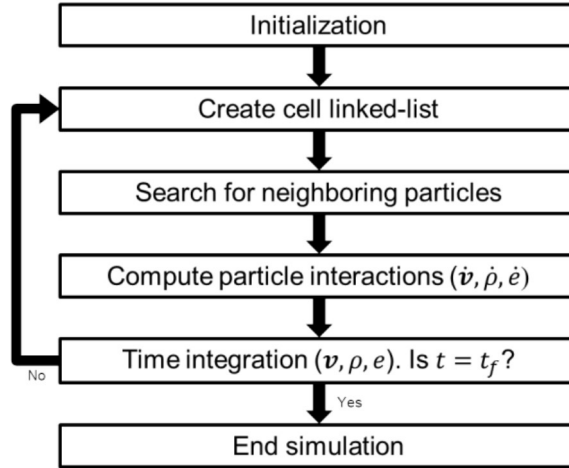 Initialization
Create cell linked-list
Search for neighboring particles
Compute particle interactions (v̇, ρ̇, ė)
Time integration (v, ρ, e). Is t = t_f?
No
Yes
End simulation